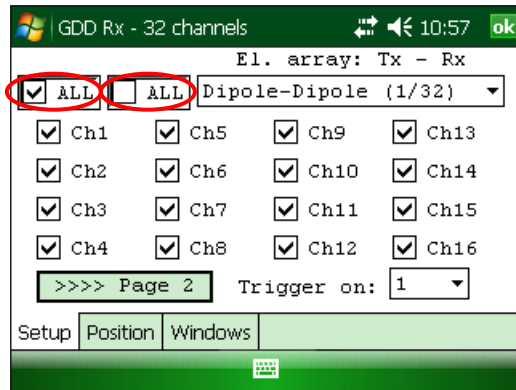 GDD Rx - 32 channels 10:57 ok
El. array: Tx - Rx
ALL ALL Dipole-Dipole (1/32)
Ch1 Ch5 Ch9 Ch13
Ch2 Ch6 Ch10 Ch14
Ch3 Ch7 Ch11 Ch15
Ch4 Ch8 Ch12 Ch16
>>>> Page 2 Trigger on: 1
Setup Position Windows